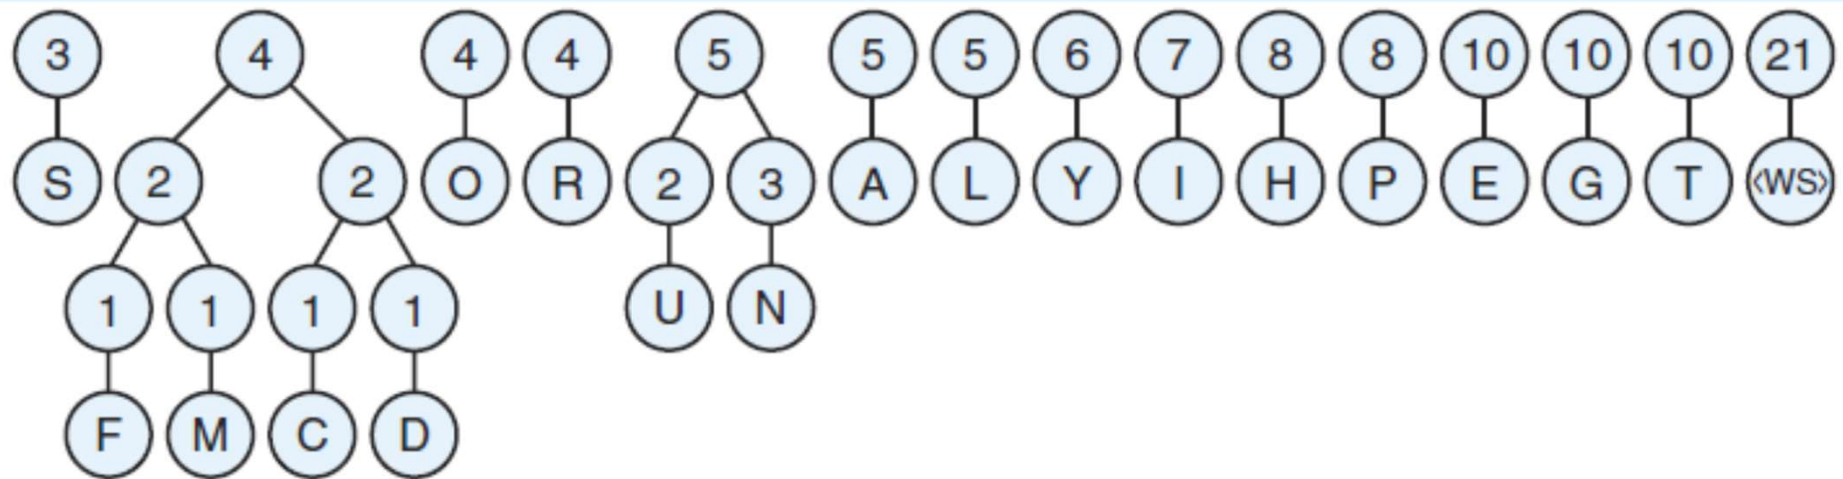 3 4 4 4 5 5 5 6 7 8 8 10 10 10 21
S 2 2 O R 2 3 A L Y I H P E G T <WS>
1 1 1 1 U N
F M C D